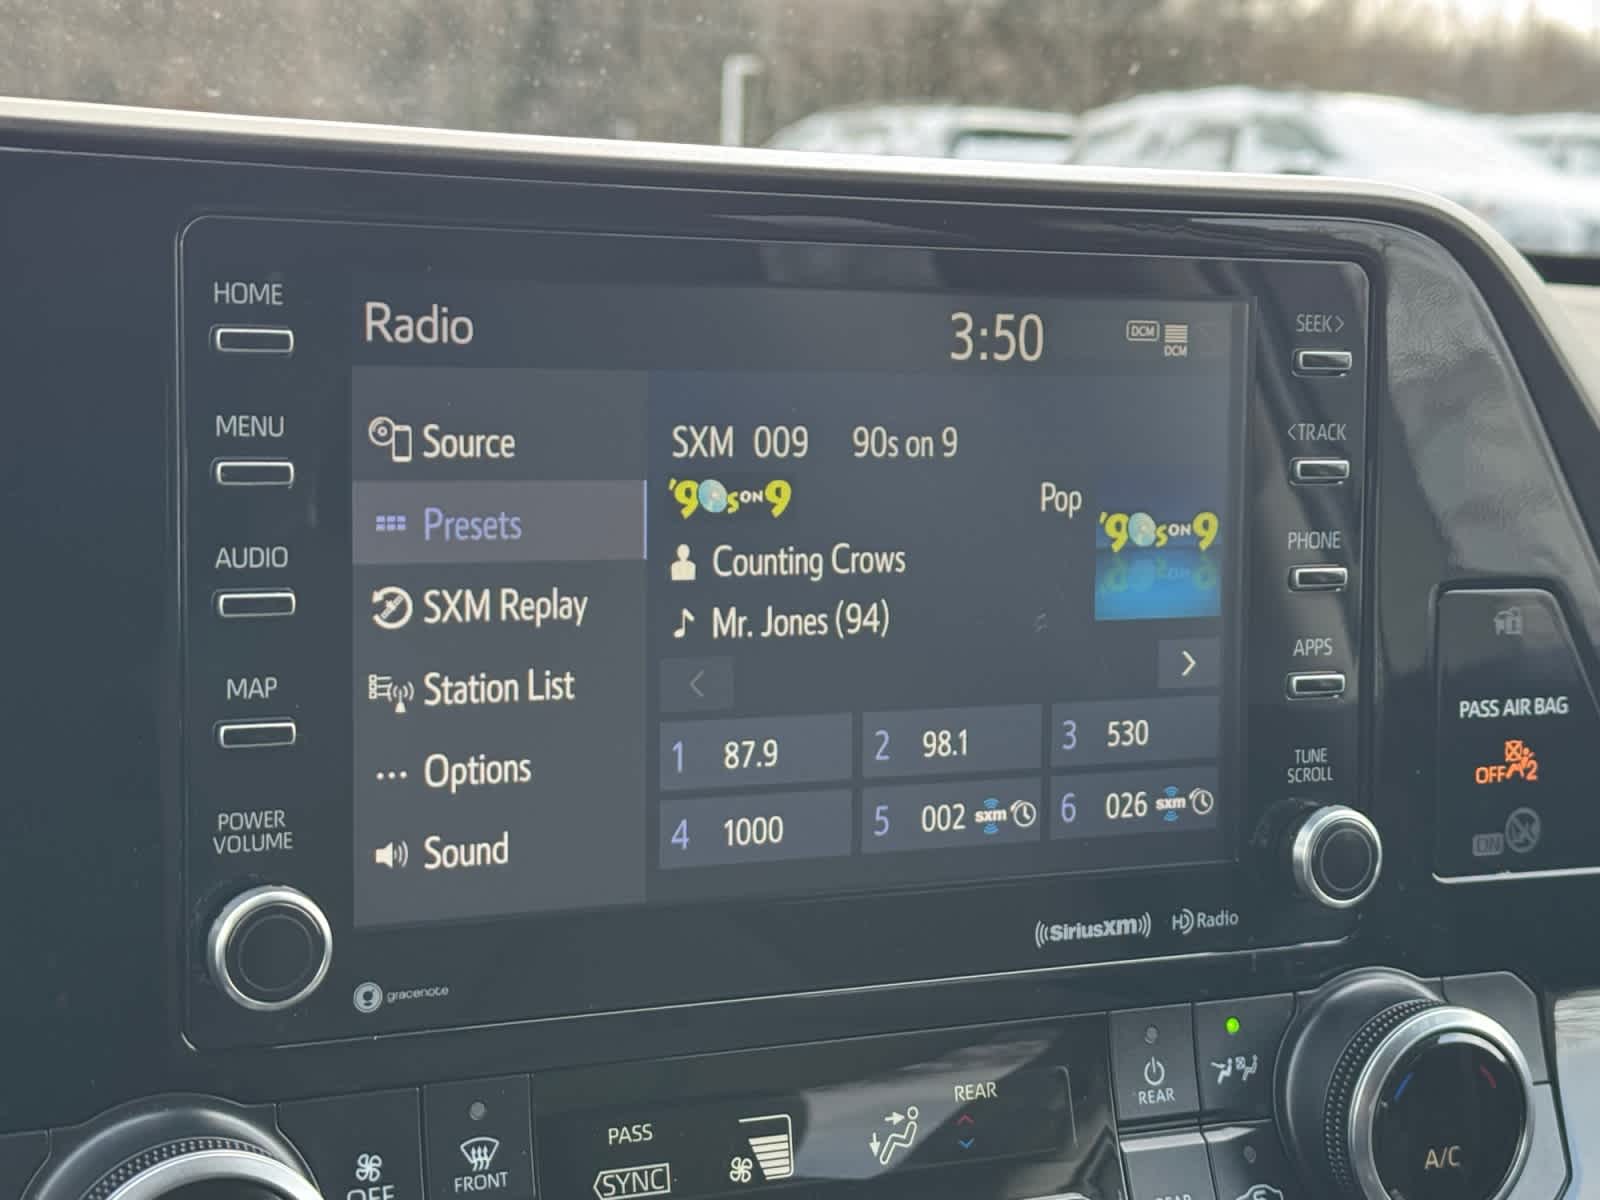 HOME
MENU
AUDIO
MAP
POWER
VOLUME
Radio
3:50
DCM
DCM
Source
Presets
SXM Replay
Station List
Options
Sound
SXM 009 90s on 9
'90s ON 9
Pop
'90s ON 9
Counting Crows
Mr. Jones (94)
1 87.9
2 98.1
3 530
4 1000
5 002 sxm
6 026 sxm
SEEK>
<TRACK
PHONE
APPS
TUNE
SCROLL
gracenote
((SiriusXM))
HD Radio
PASS AIR BAG
OFF 2
ON
OFF
FRONT
PASS
SYNC
REAR
REAR
A/C
REAR